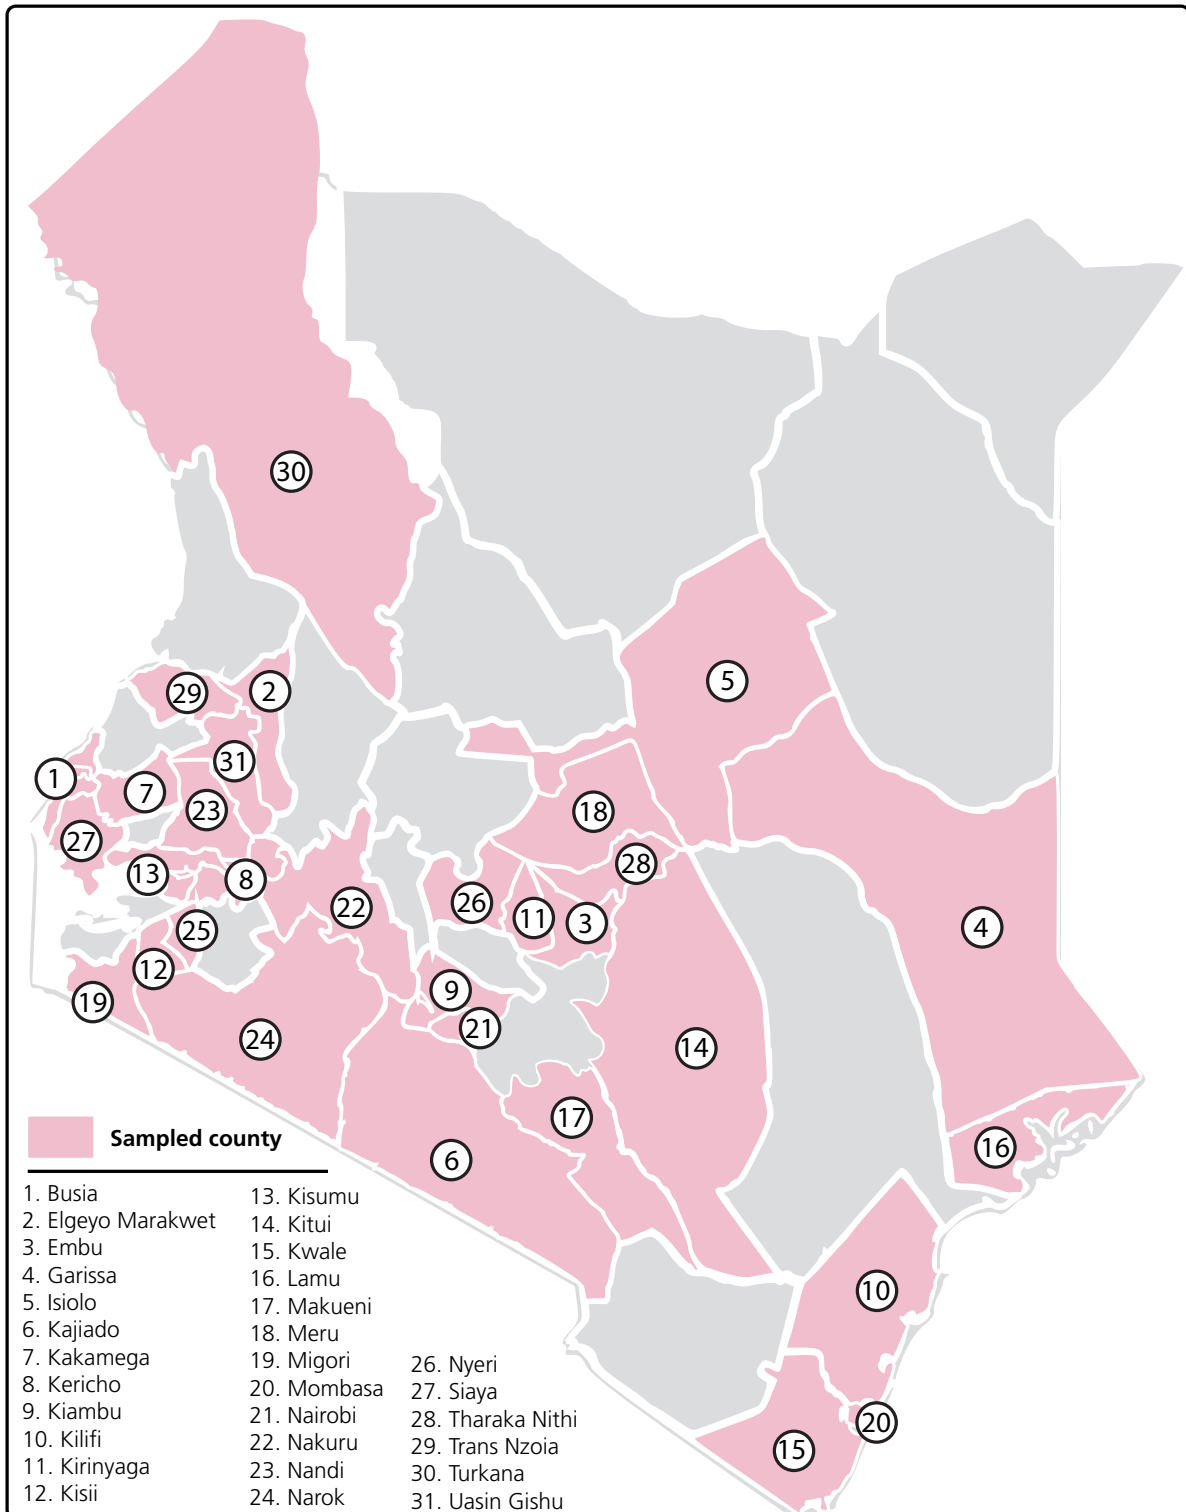 30
5
2
29
31
1
7
23
18
27
28
13
8
26
22
11
3
4
25
12
9
19
21
24
14
17
16
6
10
20
15
Sampled county
1. Busia
2. Elgeyo Marakwet
3. Embu
4. Garissa
5. Isiolo
6. Kajiado
7. Kakamega
8. Kericho
9. Kiambu
10. Kilifi
11. Kirinyaga
12. Kisii
13. Kisumu
14. Kitui
15. Kwale
16. Lamu
17. Makueni
18. Meru
19. Migori
20. Mombasa
21. Nairobi
22. Nakuru
23. Nandi
24. Narok
26. Nyeri
27. Siaya
28. Tharaka Nithi
29. Trans Nzoia
30. Turkana
31. Uasin Gishu